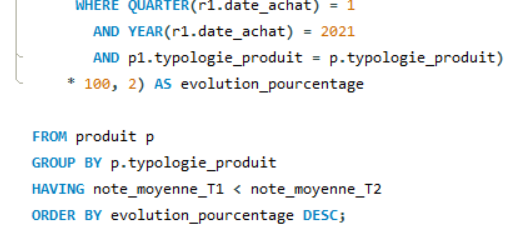 WHERE QUARTER(r1.date_achat) = 1
AND YEAR(r1.date_achat) = 2021
AND p1.typologie_produit = p.typologie_produit)
* 100, 2) AS evolution_pourcentage
FROM produit p
GROUP BY p.typologie_produit
HAVING note_moyenne_T1 < note_moyenne_T2
ORDER BY evolution_pourcentage DESC;